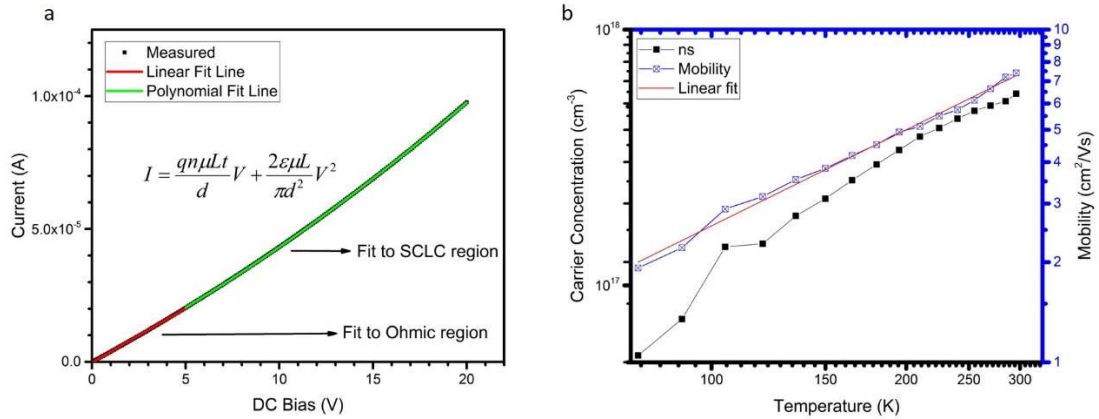 a
Measured
Linear Fit Line
Polynomial Fit Line
1.0x10⁻⁴
5.0x10⁻⁵
0.0
Current (A)
I = qnμLt/d V + 2εμL/πd² V²
Fit to SCLC region
Fit to Ohmic region
0 5 10 15 20
DC Bias (V)
b
ns
Mobility
Linear fit
10¹⁸
10¹⁷
Carrier Concentration (cm⁻³)
10
9
8
7
6
5
4
3
2
1
Mobility (cm²/Vs)
100 150 200 250 300
Temperature (K)